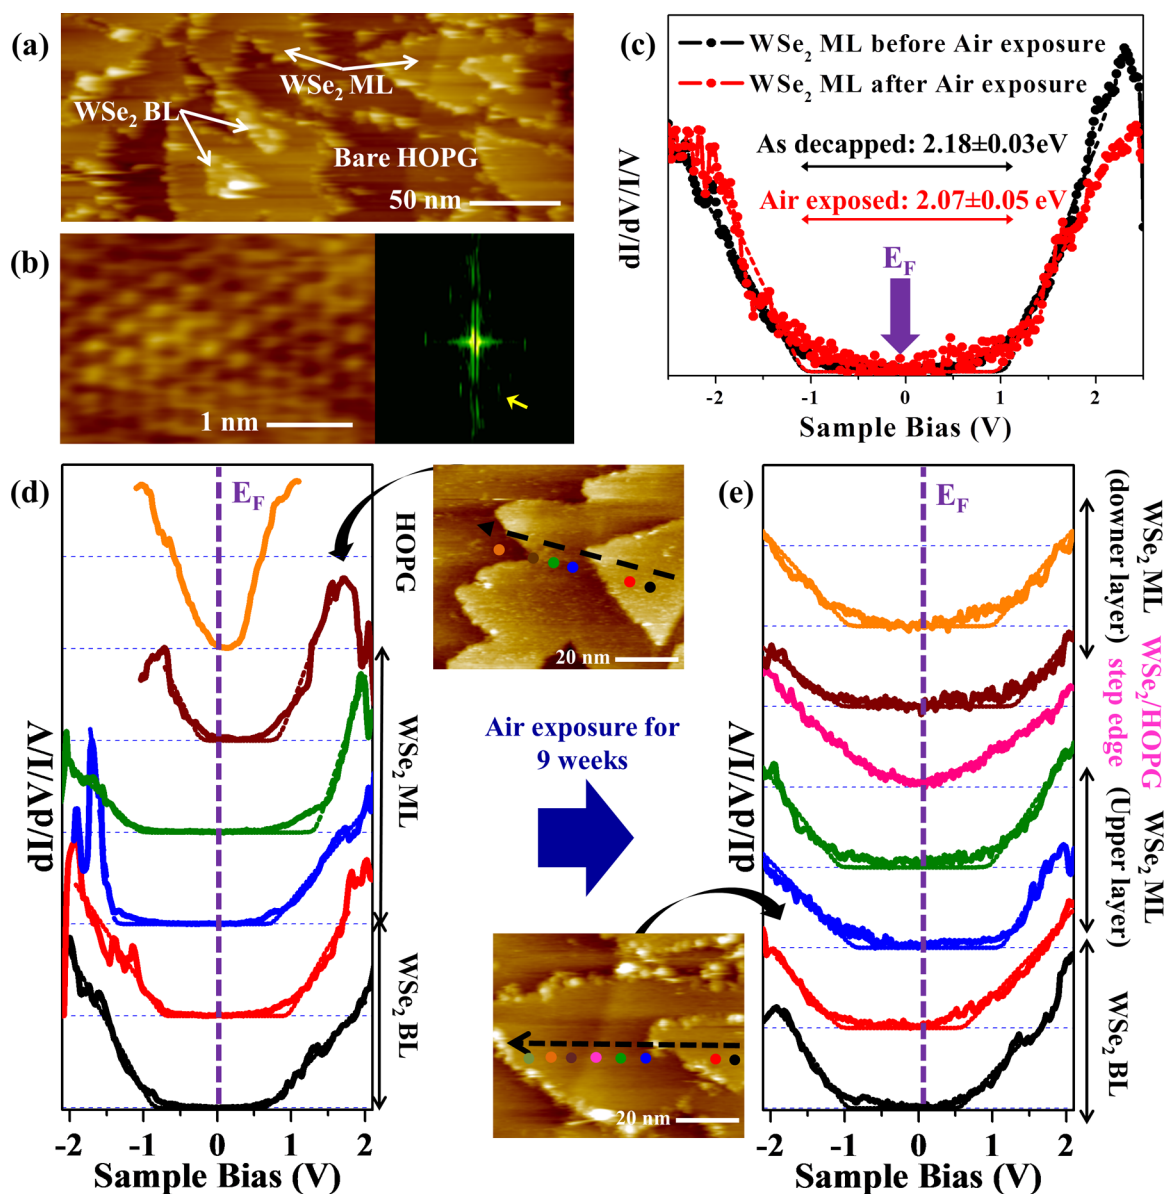 (a)
WSe2 ML
WSe2 BL
Bare HOPG
50 nm
(b)
1 nm
(c)
WSe2 ML before Air exposure
WSe2 ML after Air exposure
As decapped: 2.18±0.03eV
Air exposed: 2.07±0.05 eV
EF
dI/dV/I/V
-2
-1
0
1
2
Sample Bias (V)
(d)
EF
HOPG
WSe2 ML
WSe2 BL
dI/dV/I/V
-2
-1
0
1
2
Sample Bias (V)
20 nm
Air exposure for
9 weeks
20 nm
(e)
EF
WSe2 ML
(downer layer)
WSe2/HOPG
step edge
WSe2 ML
(Upper layer)
WSe2 BL
dI/dV/I/V
-2
-1
0
1
2
Sample Bias (V)